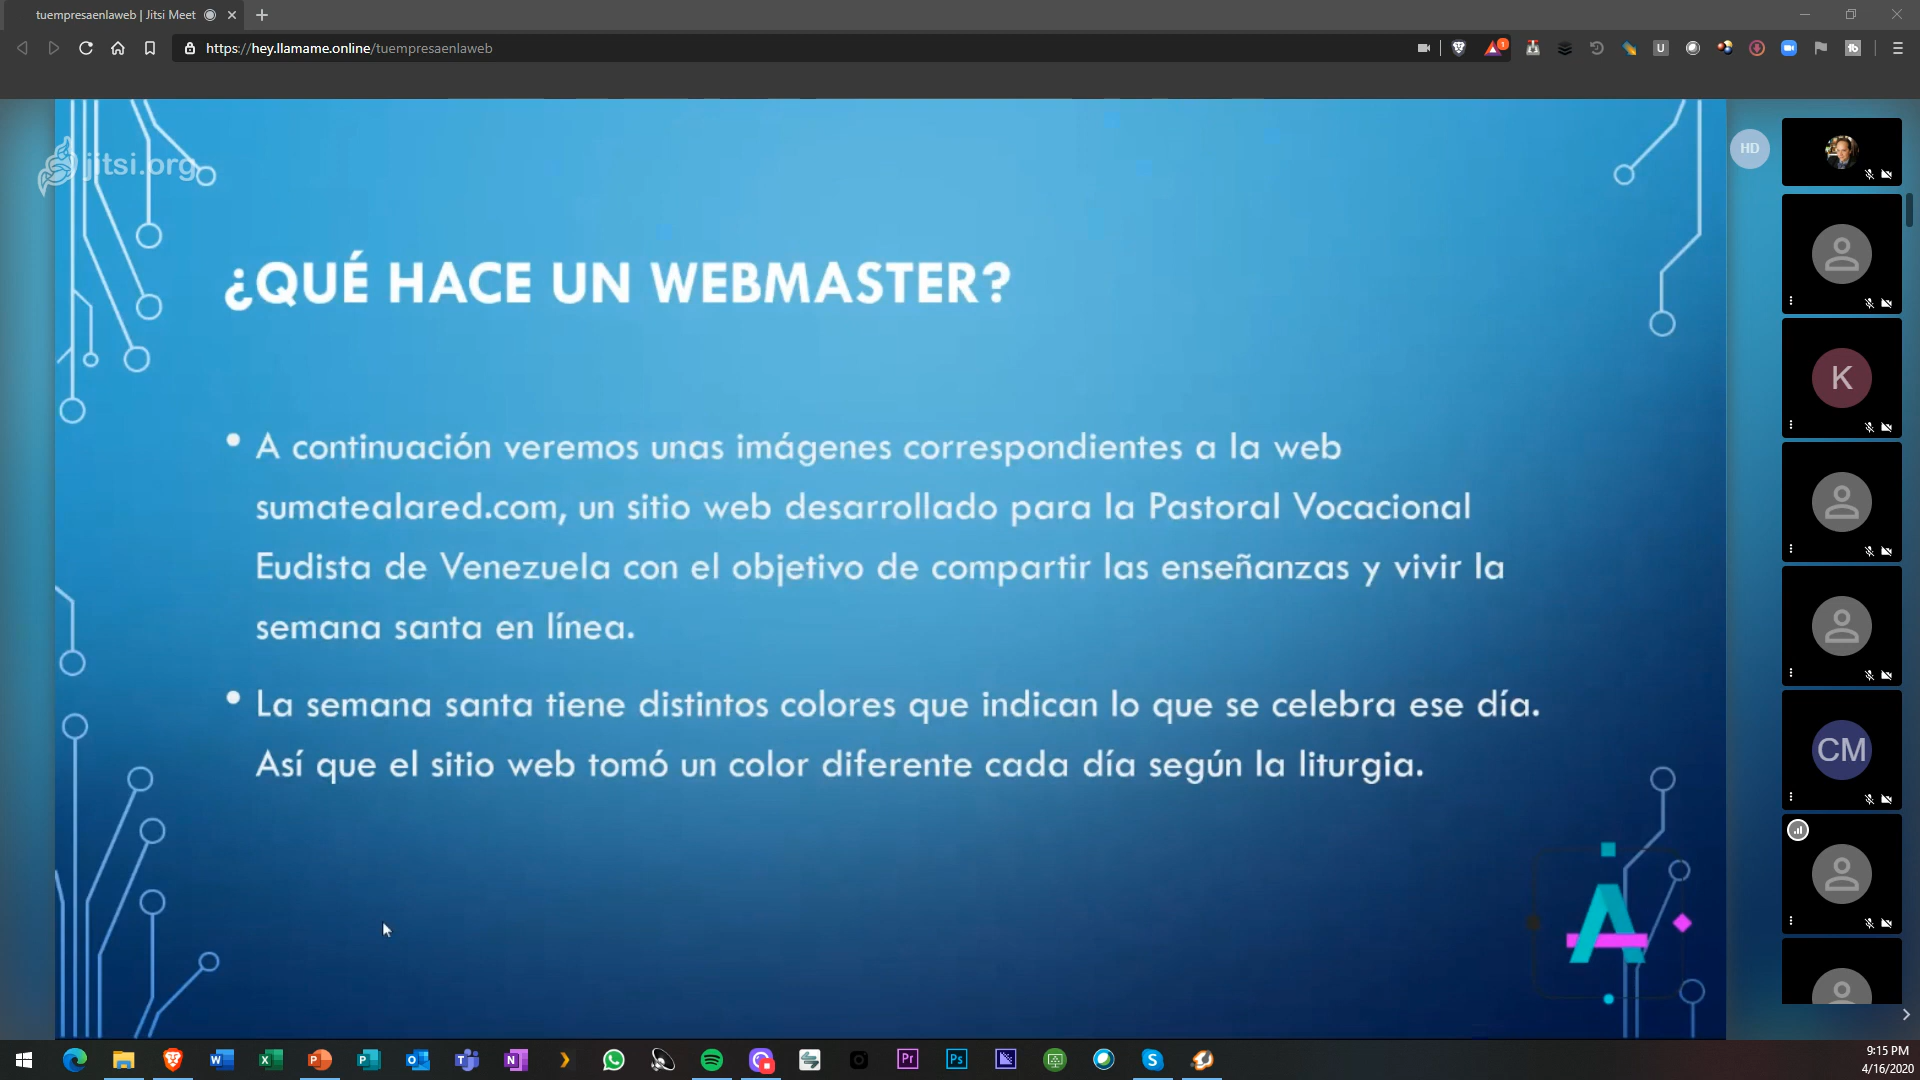 tuempresaenlaweb | Jitsi Meet
https://hey.llamame.online/tuempresaenlaweb
1
U
jitsi.org
HD
¿QUÉ HACE UN WEBMASTER?
K
• A continuación veremos unas imágenes correspondientes a la web
sumatealared.com, un sitio web desarrollado para la Pastoral Vocacional
Eudista de Venezuela con el objetivo de compartir las enseñanzas y vivir la
semana santa en línea.
• La semana santa tiene distintos colores que indican lo que se celebra ese día.
Así que el sitio web tomó un color diferente cada día según la liturgia.
CM
A
Pr
Ps
9:15 PM
4/16/2020